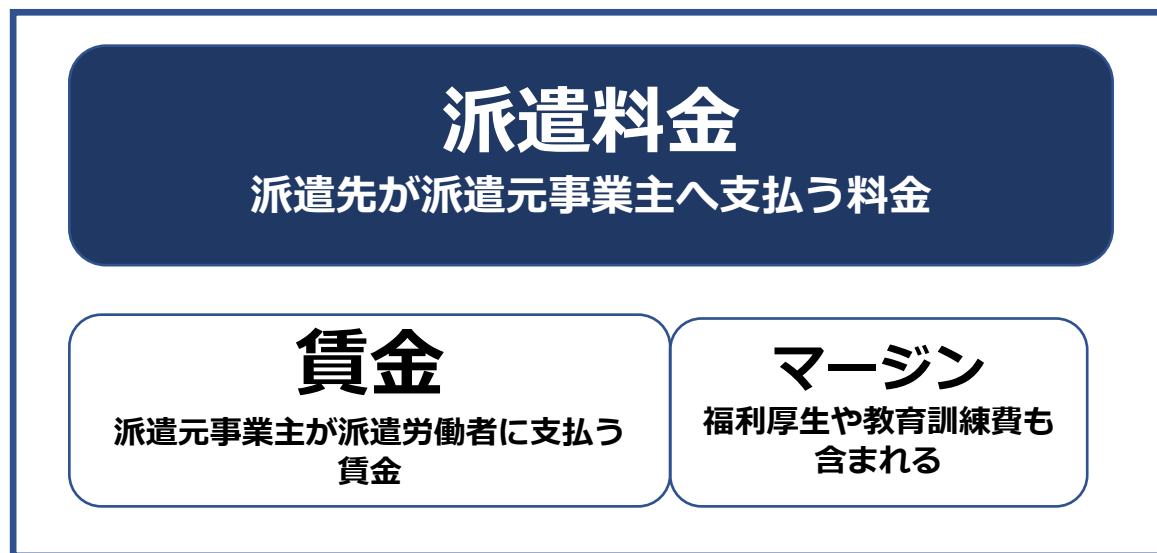 派遣料金
派遣先が派遣元事業主へ支払う料金
賃金
派遣元事業主が派遣労働者に支払う
賃金
マージン
福利厚生や教育訓練費も
含まれる